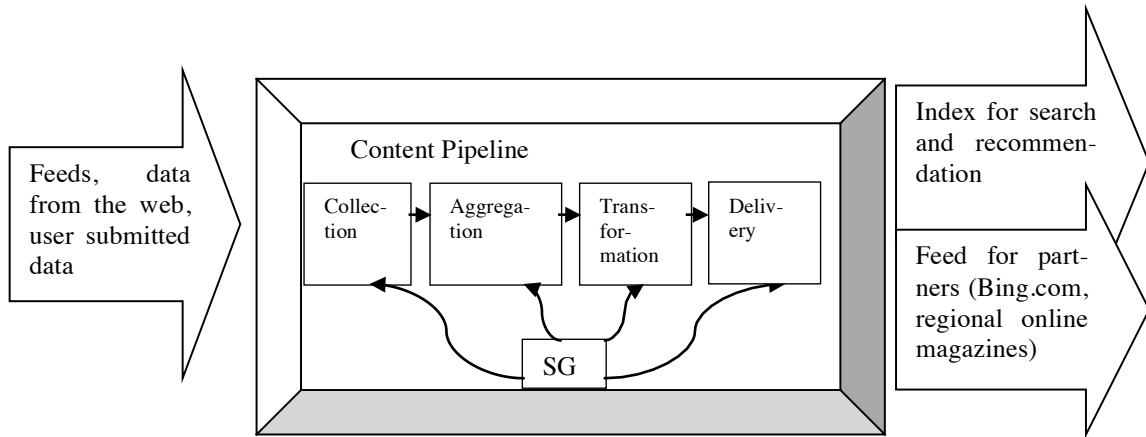 Feeds, data
from the web,
user submitted
data
Content Pipeline
Collec-
tion
Aggrega-
tion
Trans-
for-
mation
Deliv-
ery
SG
Index for search
and recommen-
dation
Feed for part-
ners (Bing.com,
regional online
magazines)